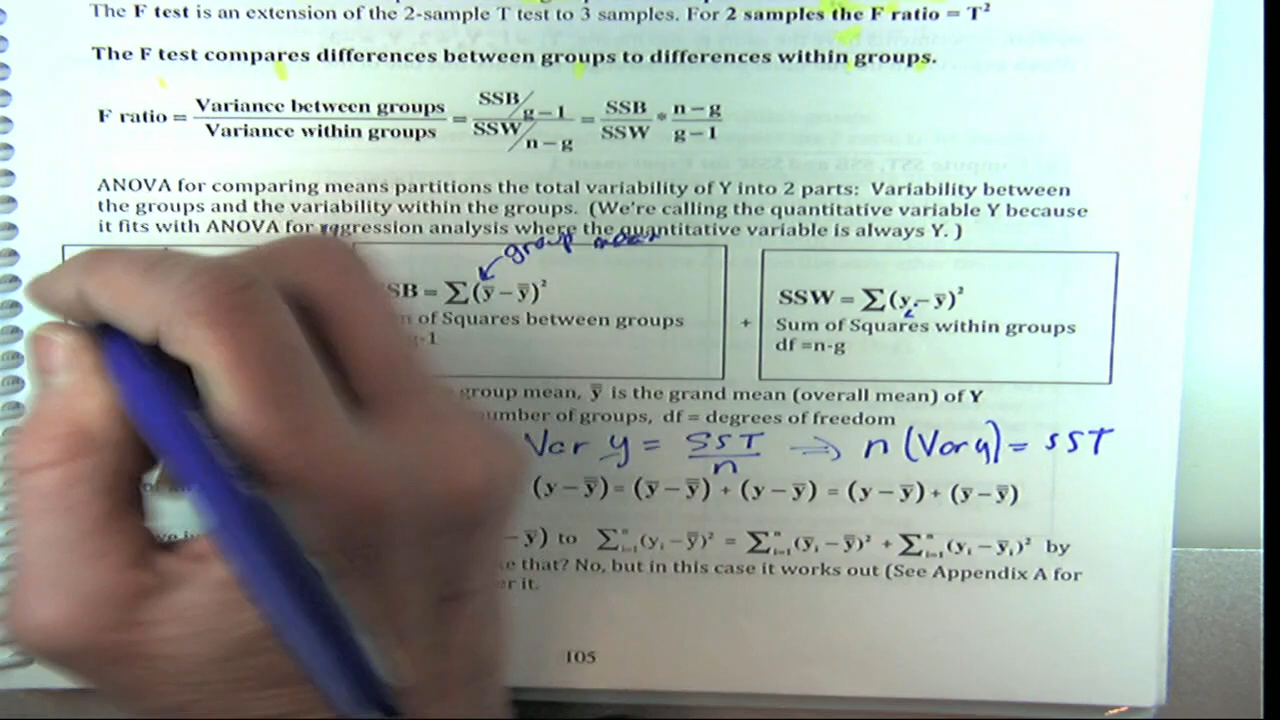 The F test is an extension of the 2-sample T test to 3 samples. For 2 samples the F ratio = T²
The F test compares differences between groups to differences within groups.
F ratio = Variance between groups / Variance within groups = SSB/g−1 / SSW/n−g = SSB/SSW * n−g/g−1
ANOVA for comparing means partitions the total variability of Y into 2 parts: Variability between
the groups and the variability within the groups. (We're calling the quantitative variable Y because
it fits with ANOVA for regression analysis where the quantitative variable is always Y. )
group mean
SB = ∑(ȳ − y̿)²
of Squares between groups
-1
+
SSW = ∑(yᵢ − ȳ)²
Sum of Squares within groups
df =n-g
group mean, y̿ is the grand mean (overall mean) of Y
number of groups, df = degrees of freedom
Var y = SST/n ⇒ n(Var y) = SST
(y − y̿) = (ȳ − y̿) + (y − ȳ) = (y − ȳ) + (ȳ − y̿)
− ȳ) to ∑ⁿᵢ₌₁(yᵢ − y̿)² = ∑ⁿᵢ₌₁(ȳᵢ − y̿)² + ∑ⁿᵢ₌₁(yᵢ − ȳᵢ)² by
e that? No, but in this case it works out (See Appendix A for
r it.
105